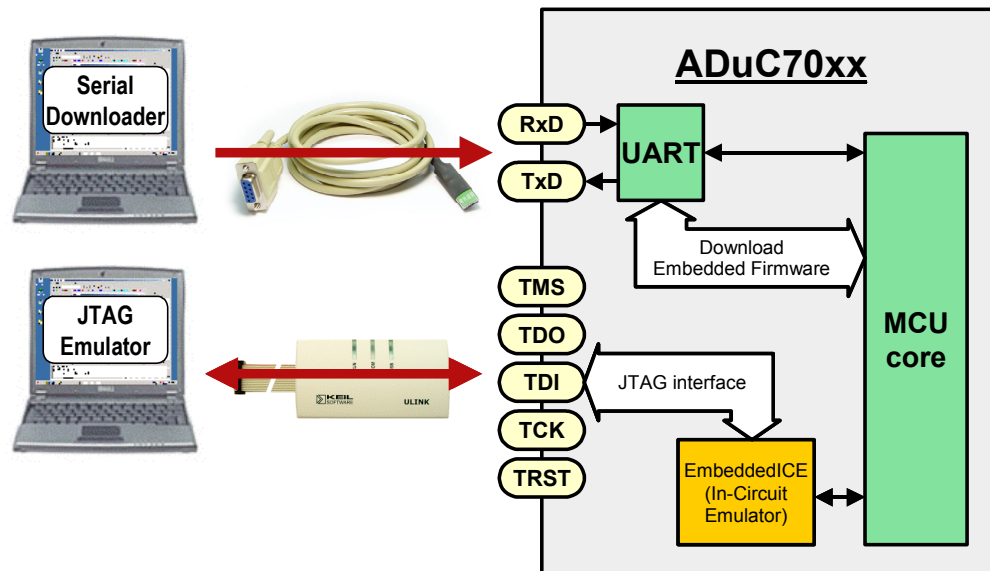 ADuC70xx
Serial
Downloader
RxD
TxD
UART
Download
Embedded Firmware
MCU
core
JTAG
Emulator
TMS
TDO
TDI
TCK
TRST
JTAG interface
KEIL
SOFTWARE
ULINK
EmbeddedICE
(In-Circuit
Emulator)